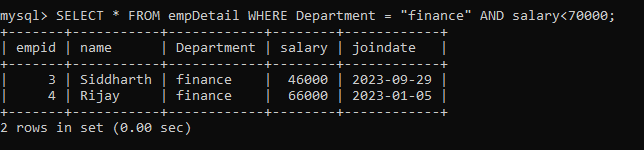 mysql> SELECT * FROM empDetail WHERE Department = "finance" AND salary<70000;
+-------+-----------+------------+--------+------------+
| empid | name      | Department | salary | joindate   |
+-------+-----------+------------+--------+------------+
|     3 | Siddharth | finance    |  46000 | 2023-09-29 |
|     4 | Rijay     | finance    |  66000 | 2023-01-05 |
+-------+-----------+------------+--------+------------+
2 rows in set (0.00 sec)